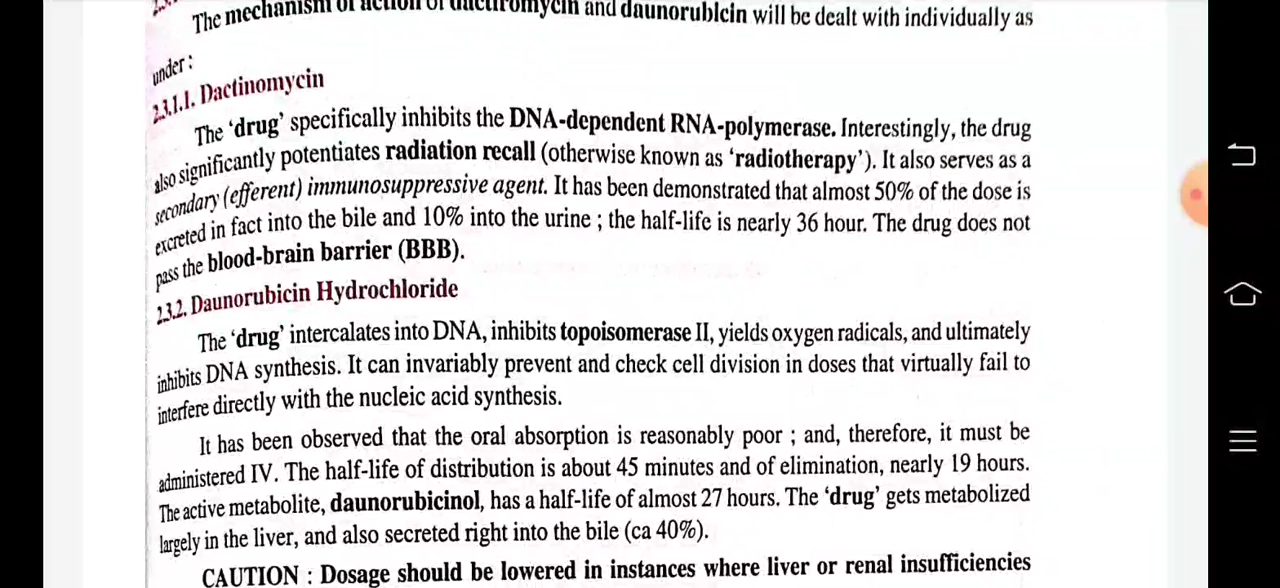 The mechanism of action of dactiromycin and daunorubicin will be dealt with individually as
under :
2.3.1.1. Dactinomycin
The ‘drug’ specifically inhibits the DNA-dependent RNA-polymerase. Interestingly, the drug
also significantly potentiates radiation recall (otherwise known as ‘radiotherapy’). It also serves as a
secondary (efferent) immunosuppressive agent. It has been demonstrated that almost 50% of the dose is
excreted in fact into the bile and 10% into the urine ; the half-life is nearly 36 hour. The drug does not
pass the blood-brain barrier (BBB).
2.3.2. Daunorubicin Hydrochloride
The ‘drug’ intercalates into DNA, inhibits topoisomerase II, yields oxygen radicals, and ultimately
inhibits DNA synthesis. It can invariably prevent and check cell division in doses that virtually fail to
interfere directly with the nucleic acid synthesis.
It has been observed that the oral absorption is reasonably poor ; and, therefore, it must be
administered IV. The half-life of distribution is about 45 minutes and of elimination, nearly 19 hours.
The active metabolite, daunorubicinol, has a half-life of almost 27 hours. The ‘drug’ gets metabolized
largely in the liver, and also secreted right into the bile (ca 40%).
CAUTION : Dosage should be lowered in instances where liver or renal insufficiencies